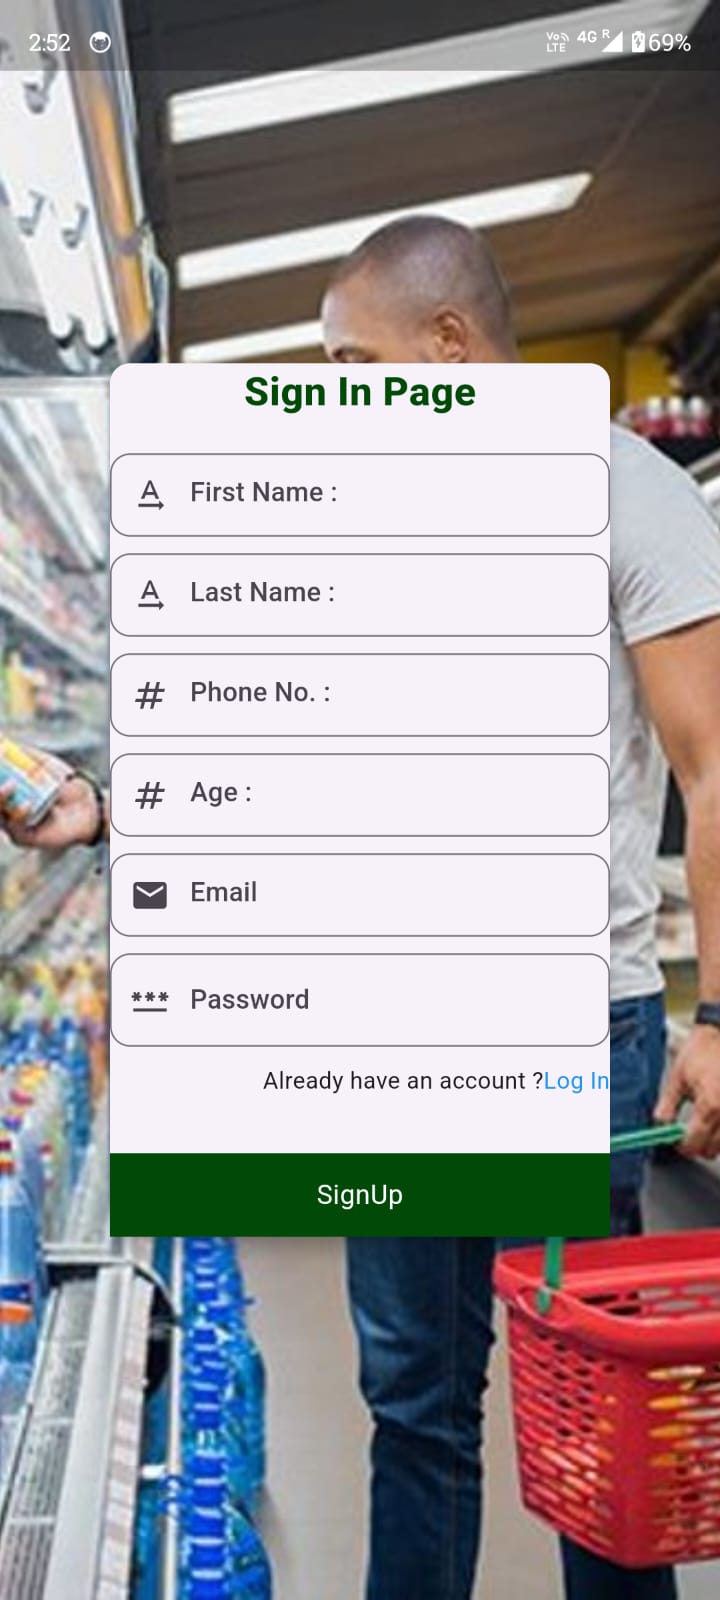 2:52 Vo LTE 4G R 69%
Sign In Page
First Name :
Last Name :
Phone No. :
Age :
Email
*** Password
Already have an account ?Log In
SignUp